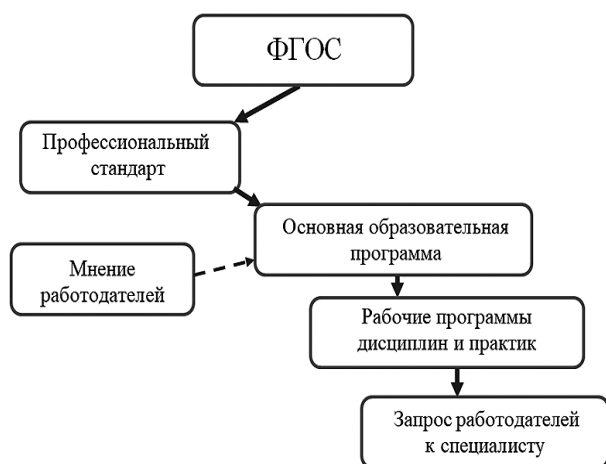 ФГОС
Профессиональный
стандарт
Основная образовательная
программа
Мнение
работодателей
Рабочие программы
дисциплин и практик
Запрос работодателей
к специалисту